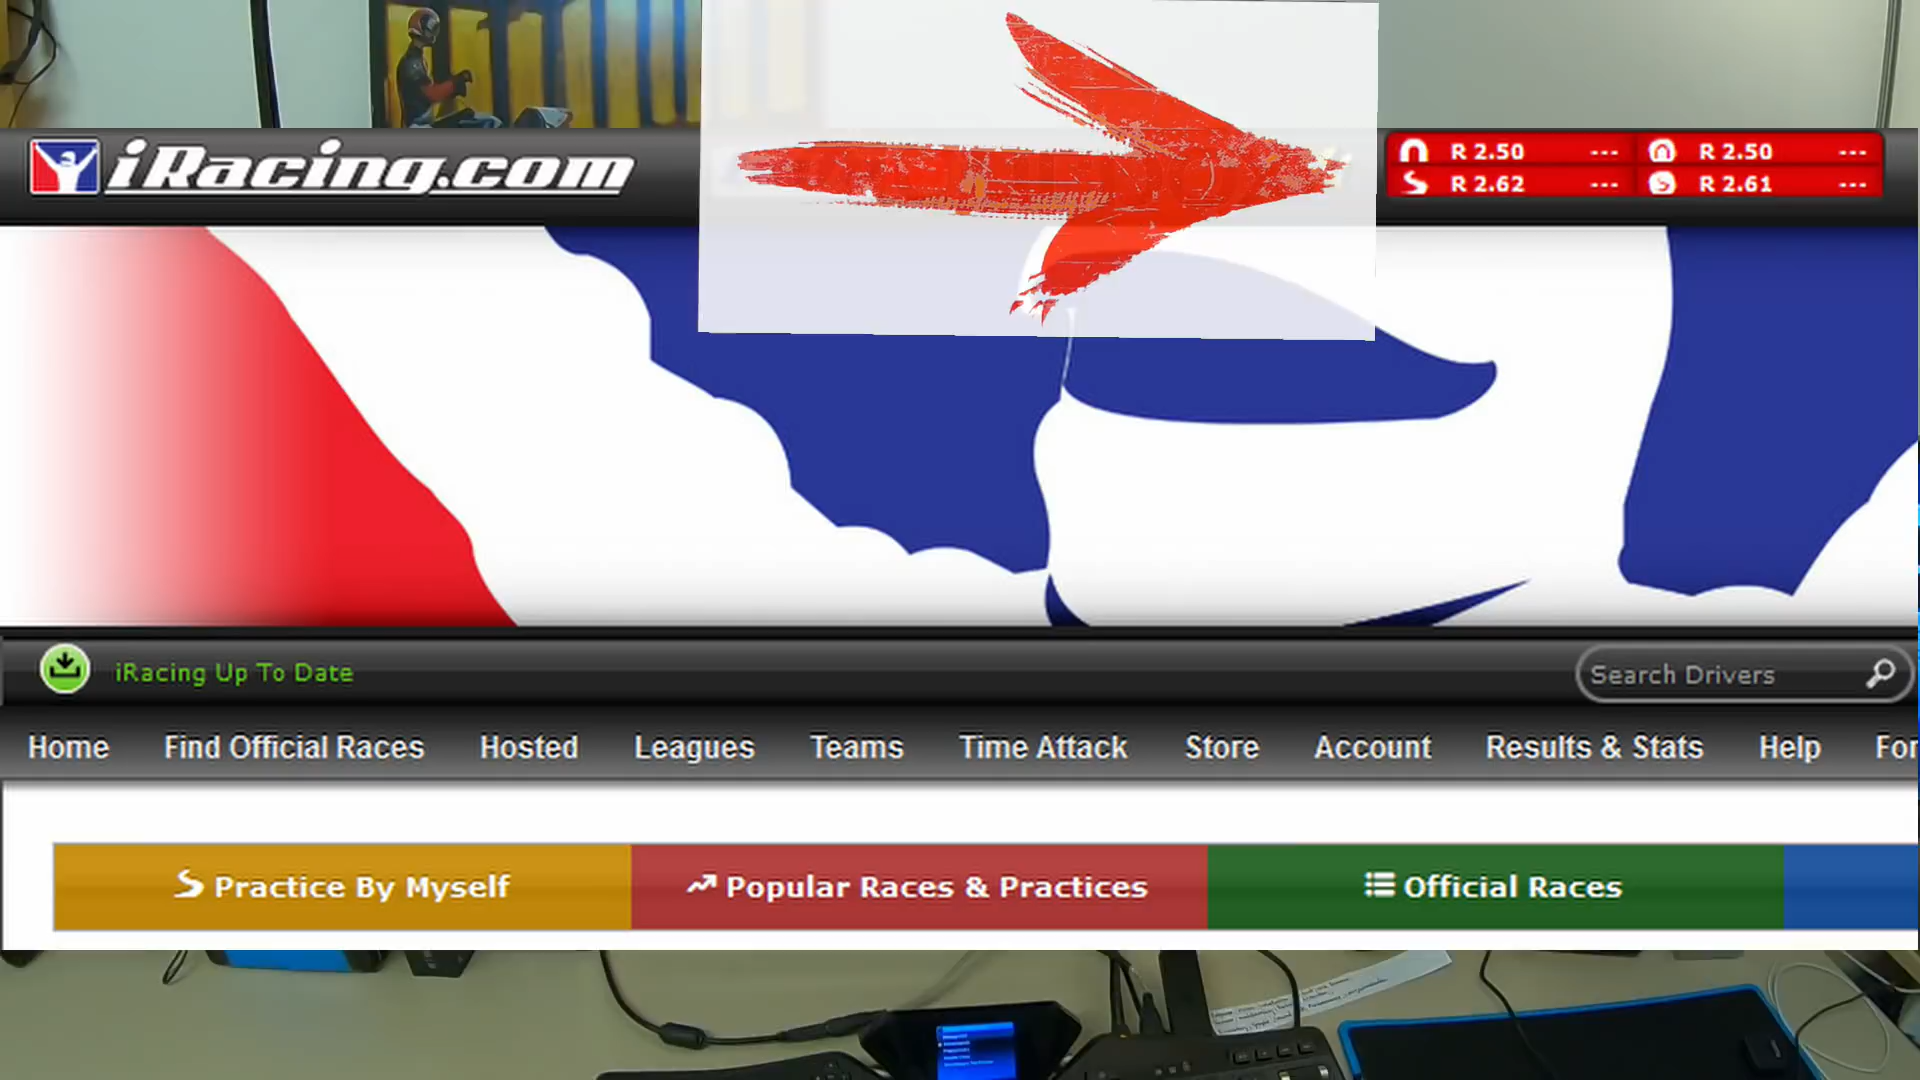 iRacing.com
R 2.50 --- R 2.50 ---
R 2.62 --- R 2.61 ---
iRacing Up To Date
Search Drivers
Home Find Official Races Hosted Leagues Teams Time Attack Store Account Results & Stats Help For
Practice By Myself Popular Races & Practices Official Races